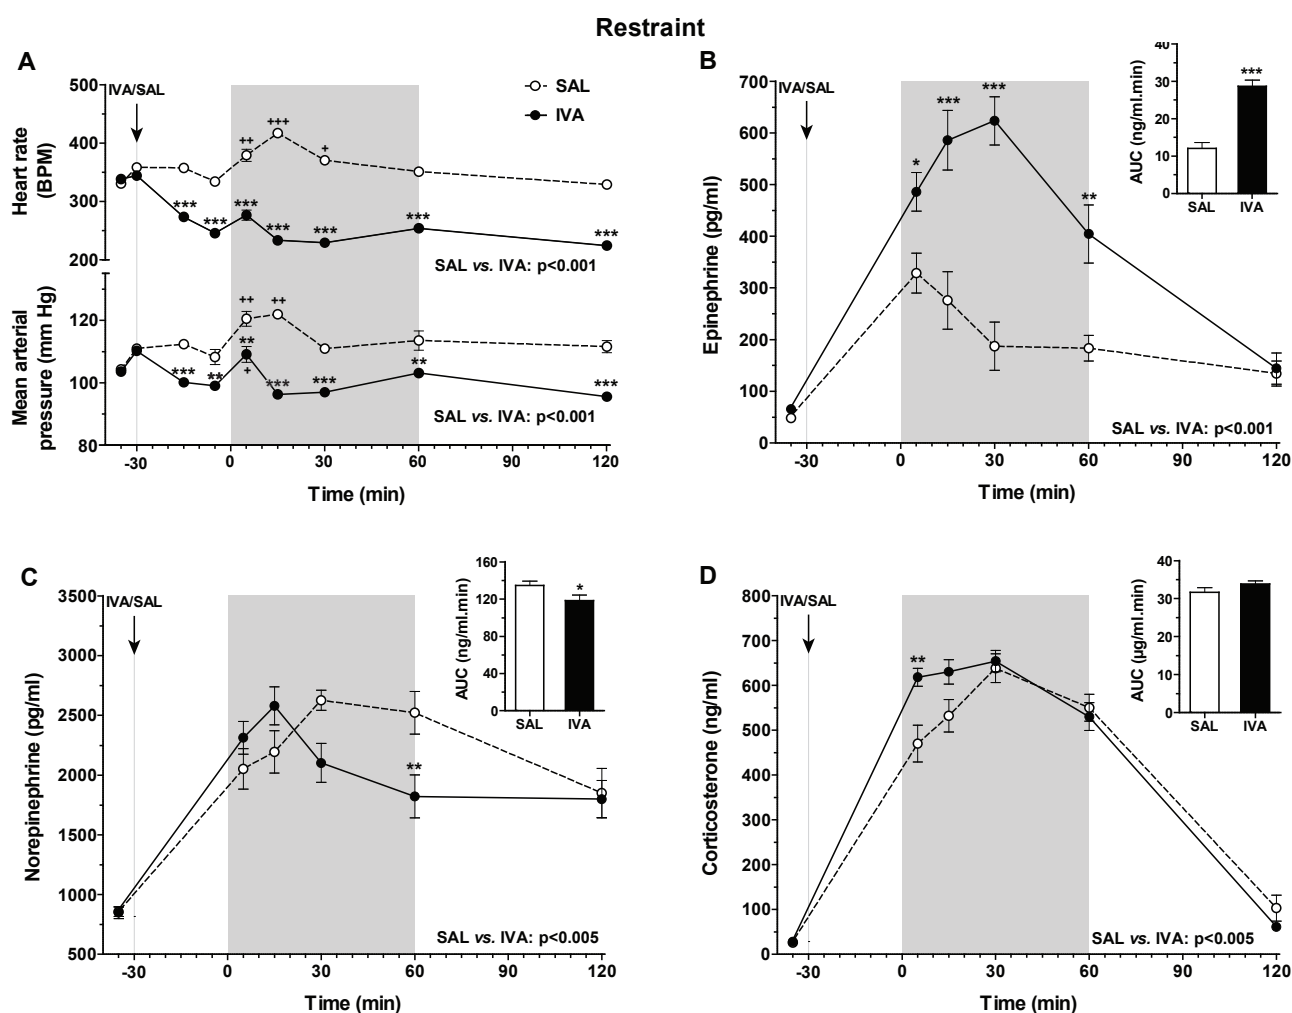 Restraint
A
IVA/SAL
SAL
IVA
500
400
300
200
Heart rate
(BPM)
++
+++
+
***
***
***
***
***
***
***
SAL vs. IVA: p<0.001
120
100
80
Mean arterial
pressure (mm Hg)
++
++
**
+
***
**
***
***
**
***
SAL vs. IVA: p<0.001
-30
0
30
60
90
120
Time (min)
B
IVA/SAL
700
600
500
400
300
200
100
0
Epinephrine (pg/ml)
*
***
***
**
SAL vs. IVA: p<0.001
-30
0
30
60
90
120
Time (min)
40
30
20
10
0
AUC (ng/ml.min)
***
SAL
IVA
C
IVA/SAL
3500
3000
2500
2000
1500
1000
500
Norepinephrine (pg/ml)
**
SAL vs. IVA: p<0.005
-30
0
30
60
90
120
Time (min)
160
120
80
40
0
AUC (ng/ml.min)
*
SAL
IVA
D
IVA/SAL
800
700
600
500
400
300
200
100
0
Corticosterone (ng/ml)
**
SAL vs. IVA: p<0.005
-30
0
30
60
90
120
Time (min)
40
30
20
10
0
AUC (µg/ml.min)
SAL
IVA